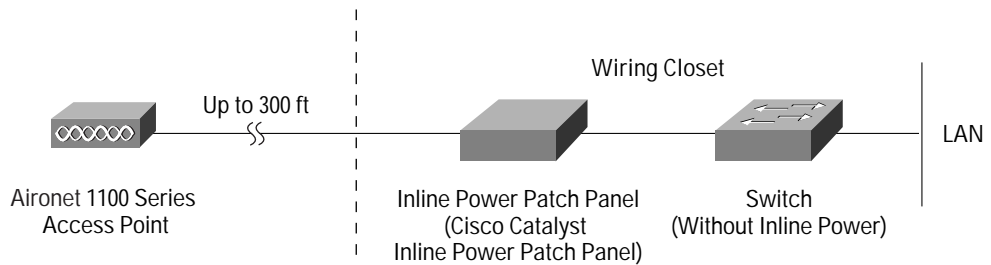 Wiring Closet
Up to 300 ft
LAN
Aironet 1100 Series
Access Point
Inline Power Patch Panel
(Cisco Catalyst
Inline Power Patch Panel)
Switch
(Without Inline Power)